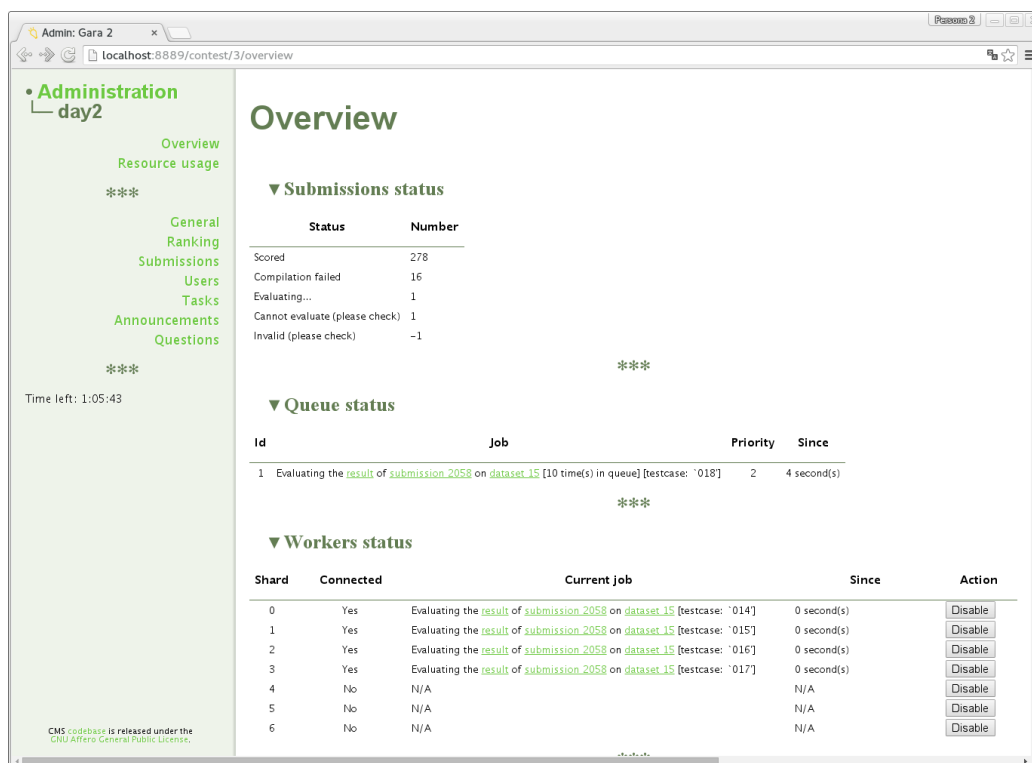 Persona 2
Admin: Gara 2 ×
localhost:8889/contest/3/overview
• Administration
day2
Overview
Resource usage
***
General
Ranking
Submissions
Users
Tasks
Announcements
Questions
***
Time left: 1:05:43
CMS codebase is released under the
GNU Affero General Public License.
Overview
▼ Submissions status
Status Number
Scored 278
Compilation failed 16
Evaluating... 1
Cannot evaluate (please check) 1
Invalid (please check) −1
***
▼ Queue status
Id Job Priority Since
1 Evaluating the result of submission 2058 on dataset 15 [10 time(s) in queue] [testcase: `018'] 2 4 second(s)
***
▼ Workers status
Shard Connected Current job Since Action
0 Yes Evaluating the result of submission 2058 on dataset 15 [testcase: `014'] 0 second(s) Disable
1 Yes Evaluating the result of submission 2058 on dataset 15 [testcase: `015'] 0 second(s) Disable
2 Yes Evaluating the result of submission 2058 on dataset 15 [testcase: `016'] 0 second(s) Disable
3 Yes Evaluating the result of submission 2058 on dataset 15 [testcase: `017'] 0 second(s) Disable
4 No N/A N/A Disable
5 No N/A N/A Disable
6 No N/A N/A Disable
***